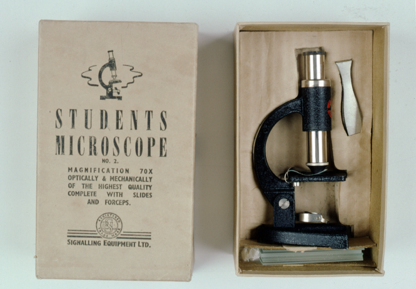 STUDENTS
MICROSCOPE
NO. 2.
MAGNIFICATION 70X
OPTICALLY & MECHANICALLY
OF THE HIGHEST QUALITY
COMPLETE WITH SLIDES
AND FORCEPS.
SIGNALLING EQUIPMENT LTD.